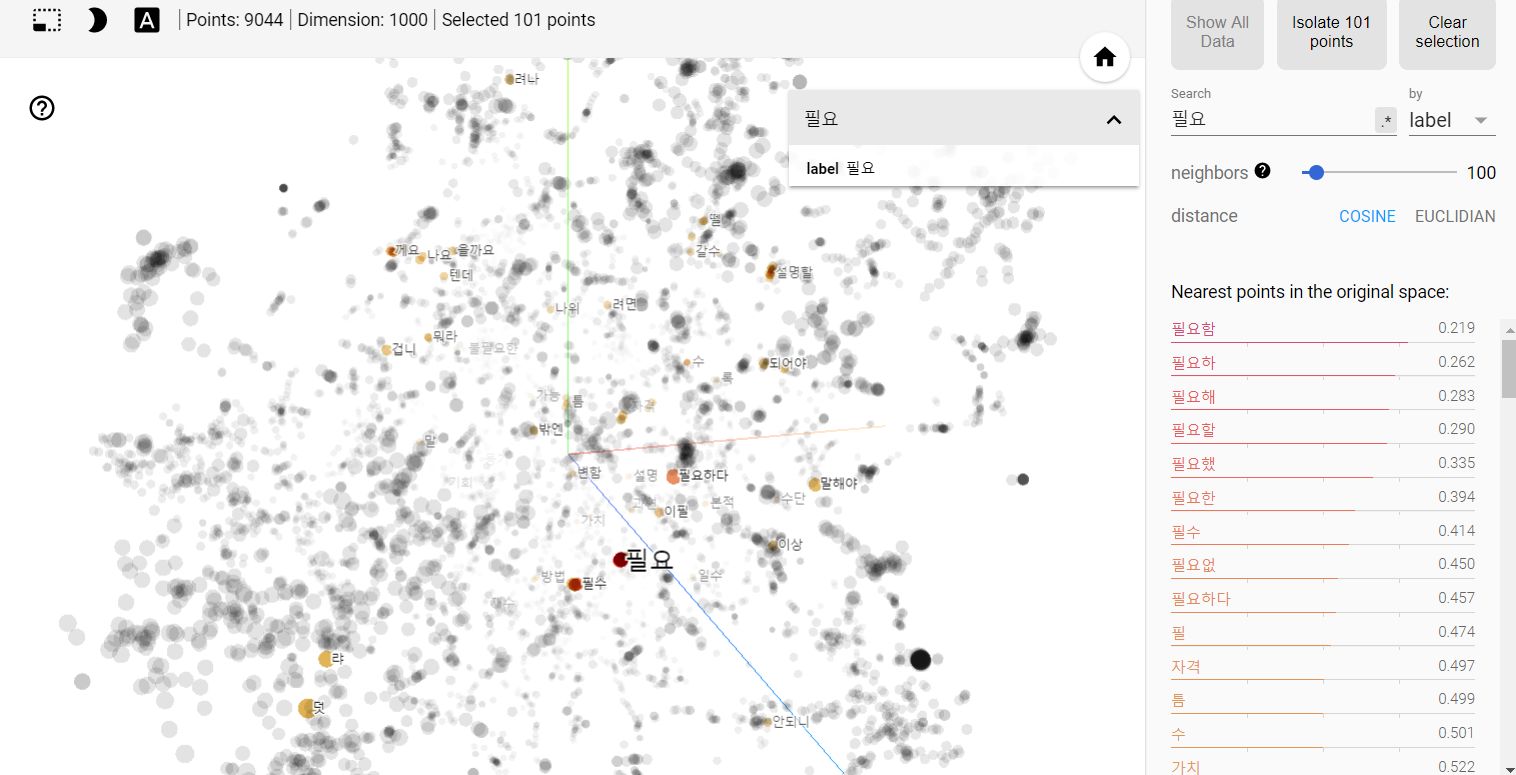 A
Points: 9044 | Dimension: 1000 | Selected 101 points
Show All Data
Isolate 101 points
Clear selection
필요
label 필요
Search
by
필요
.*
label
neighbors
100
distance
COSINE
EUCLIDIAN
Nearest points in the original space:
필요함 0.219
필요하 0.262
필요해 0.283
필요할 0.290
필요했 0.335
필요한 0.394
필수 0.414
필요없 0.450
필요하다 0.457
필 0.474
자격 0.497
틈 0.499
수 0.501
가치 0.522
려나
뗄
께요
나요
을까요
갈수
텐데
설명할
나위
려면
뭐라
겁니
불필요한
수
되어야
록
가능
틈
자격
밖엔
말
변함
설명
필요하다
기회
말해야
수단
본적
이필
가치
이상
필요
방법
필수
일수
랴
덧
안되니